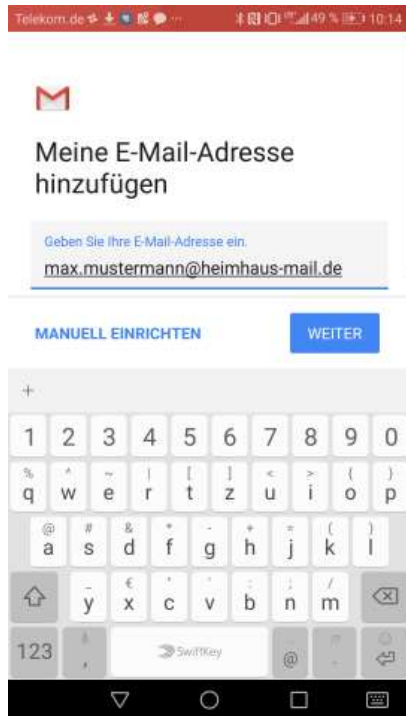 Telekom.de 49 % 10:14
Meine E-Mail-Adresse
hinzufügen
Geben Sie Ihre E-Mail-Adresse ein.
max.mustermann@heimhaus-mail.de
MANUELL EINRICHTEN WEITER
+
1 2 3 4 5 6 7 8 9 0
% ^ ~ | [ ] < > { }
q w e r t z u i o p
@ # & * - + = ( )
a s d f g h j k l
_ € " ' : ; /
y x c v b n m
123 , SwiftKey @ .